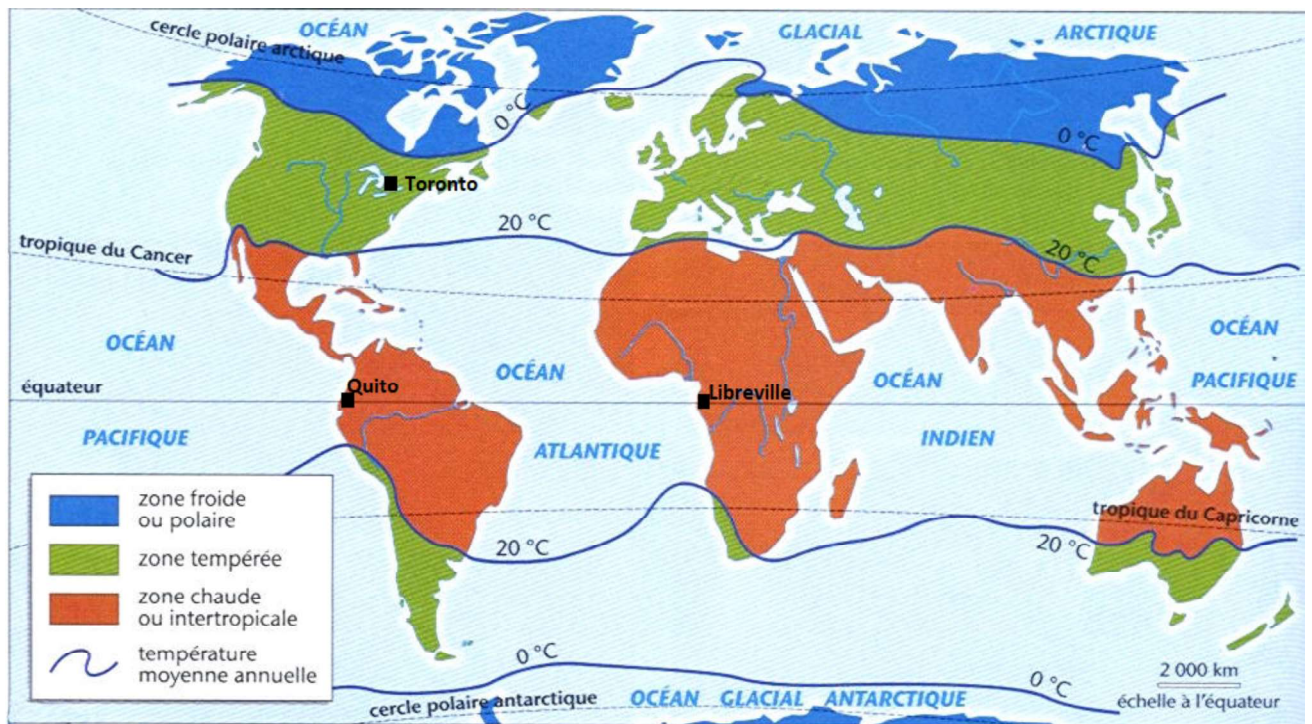 OCÉAN GLACIAL ARCTIQUE
cercle polaire arctique
0 °C
0 °C
Toronto
20 °C
tropique du Cancer
20 °C
OCÉAN
OCÉAN
OCÉAN
OCÉAN
équateur
Quito
Libreville
PACIFIQUE
PACIFIQUE
ATLANTIQUE
INDIEN
zone froide
ou polaire
zone tempérée
zone chaude
ou intertropicale
température
moyenne annuelle
tropique du Capricorne
20 °C
20 °C
0 °C
0 °C
2 000 km
échelle à l'équateur
cercle polaire antarctique
OCÉAN GLACIAL ANTARCTIQUE